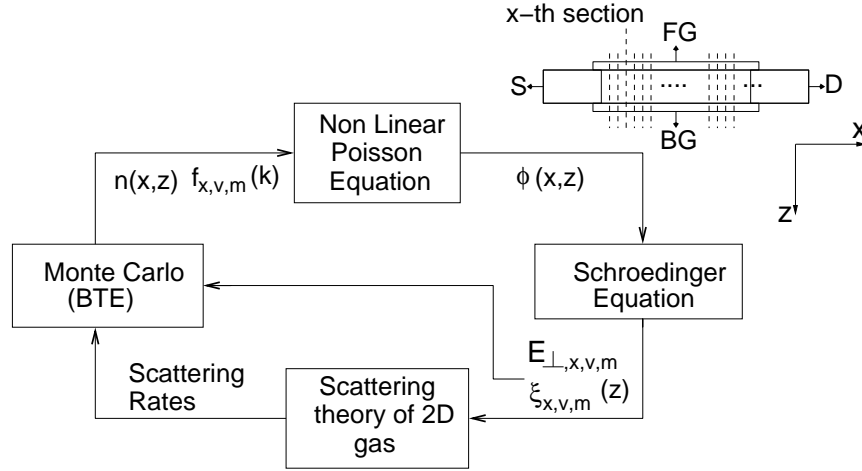 x-th section
FG
S
....
...
D
BG
x
z
Non Linear
Poisson
Equation
n(x,z) f_{x,v,m}(k)
ϕ(x,z)
Monte Carlo
(BTE)
Schroedinger
Equation
E_{⊥,x,v,m}
ξ_{x,v,m}(z)
Scattering
Rates
Scattering
theory of 2D
gas